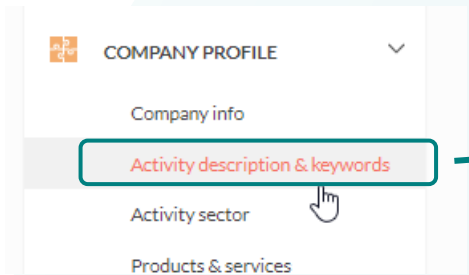 COMPANY PROFILE
Company info
Activity description & keywords
Activity sector
Products & services